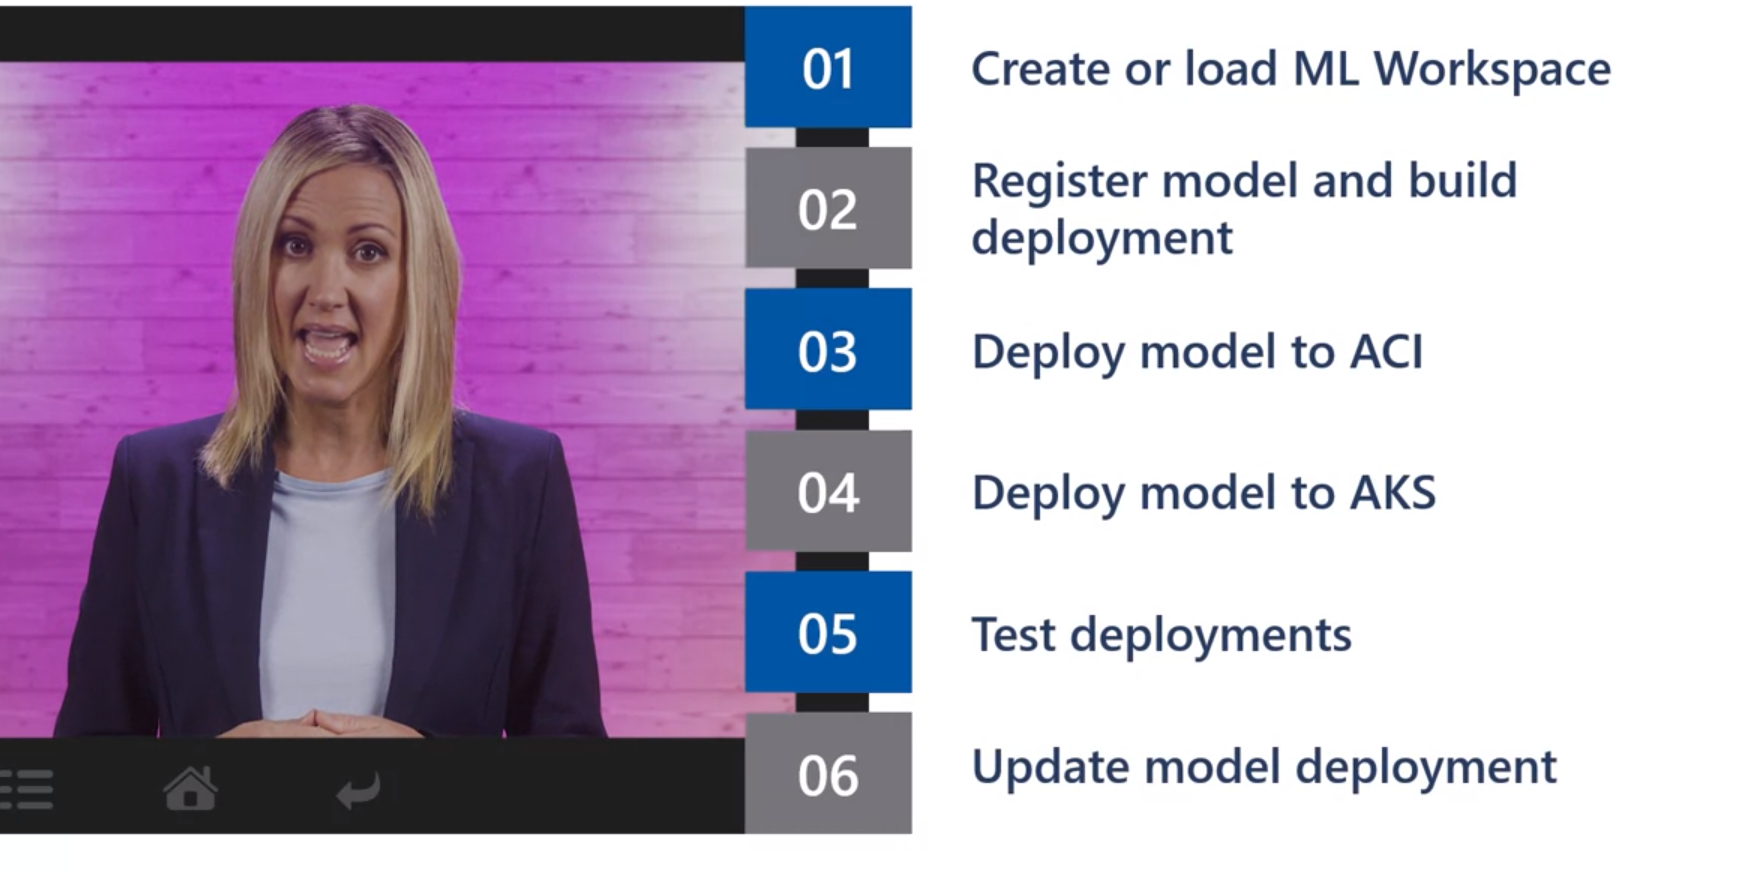 01
Create or load ML Workspace
02
Register model and build
deployment
03
Deploy model to ACI
04
Deploy model to AKS
05
Test deployments
06
Update model deployment